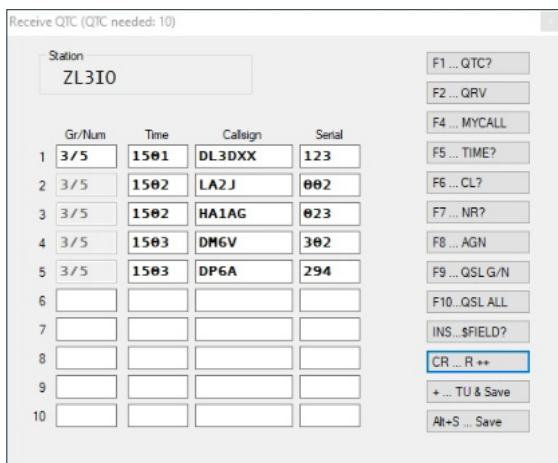 Receive QTC (QTC needed: 10)
Station
ZL3IO
Gr/Num Time Callsign Serial
1 3/5 1501 DL3DXX 123
2 3/5 1502 LA2J 002
3 3/5 1502 HA1AG 023
4 3/5 1503 DM6V 302
5 3/5 1503 DP6A 294
6
7
8
9
10
F1 ... QTC?
F2 ... QRV
F4 ... MYCALL
F5 ... TIME?
F6 ... CL?
F7 ... NR?
F8 ... AGN
F9 ... QSL G/N
F10...QSL ALL
INS...$FIELD?
CR ... R ++
+ ... TU & Save
Alt+S ... Save